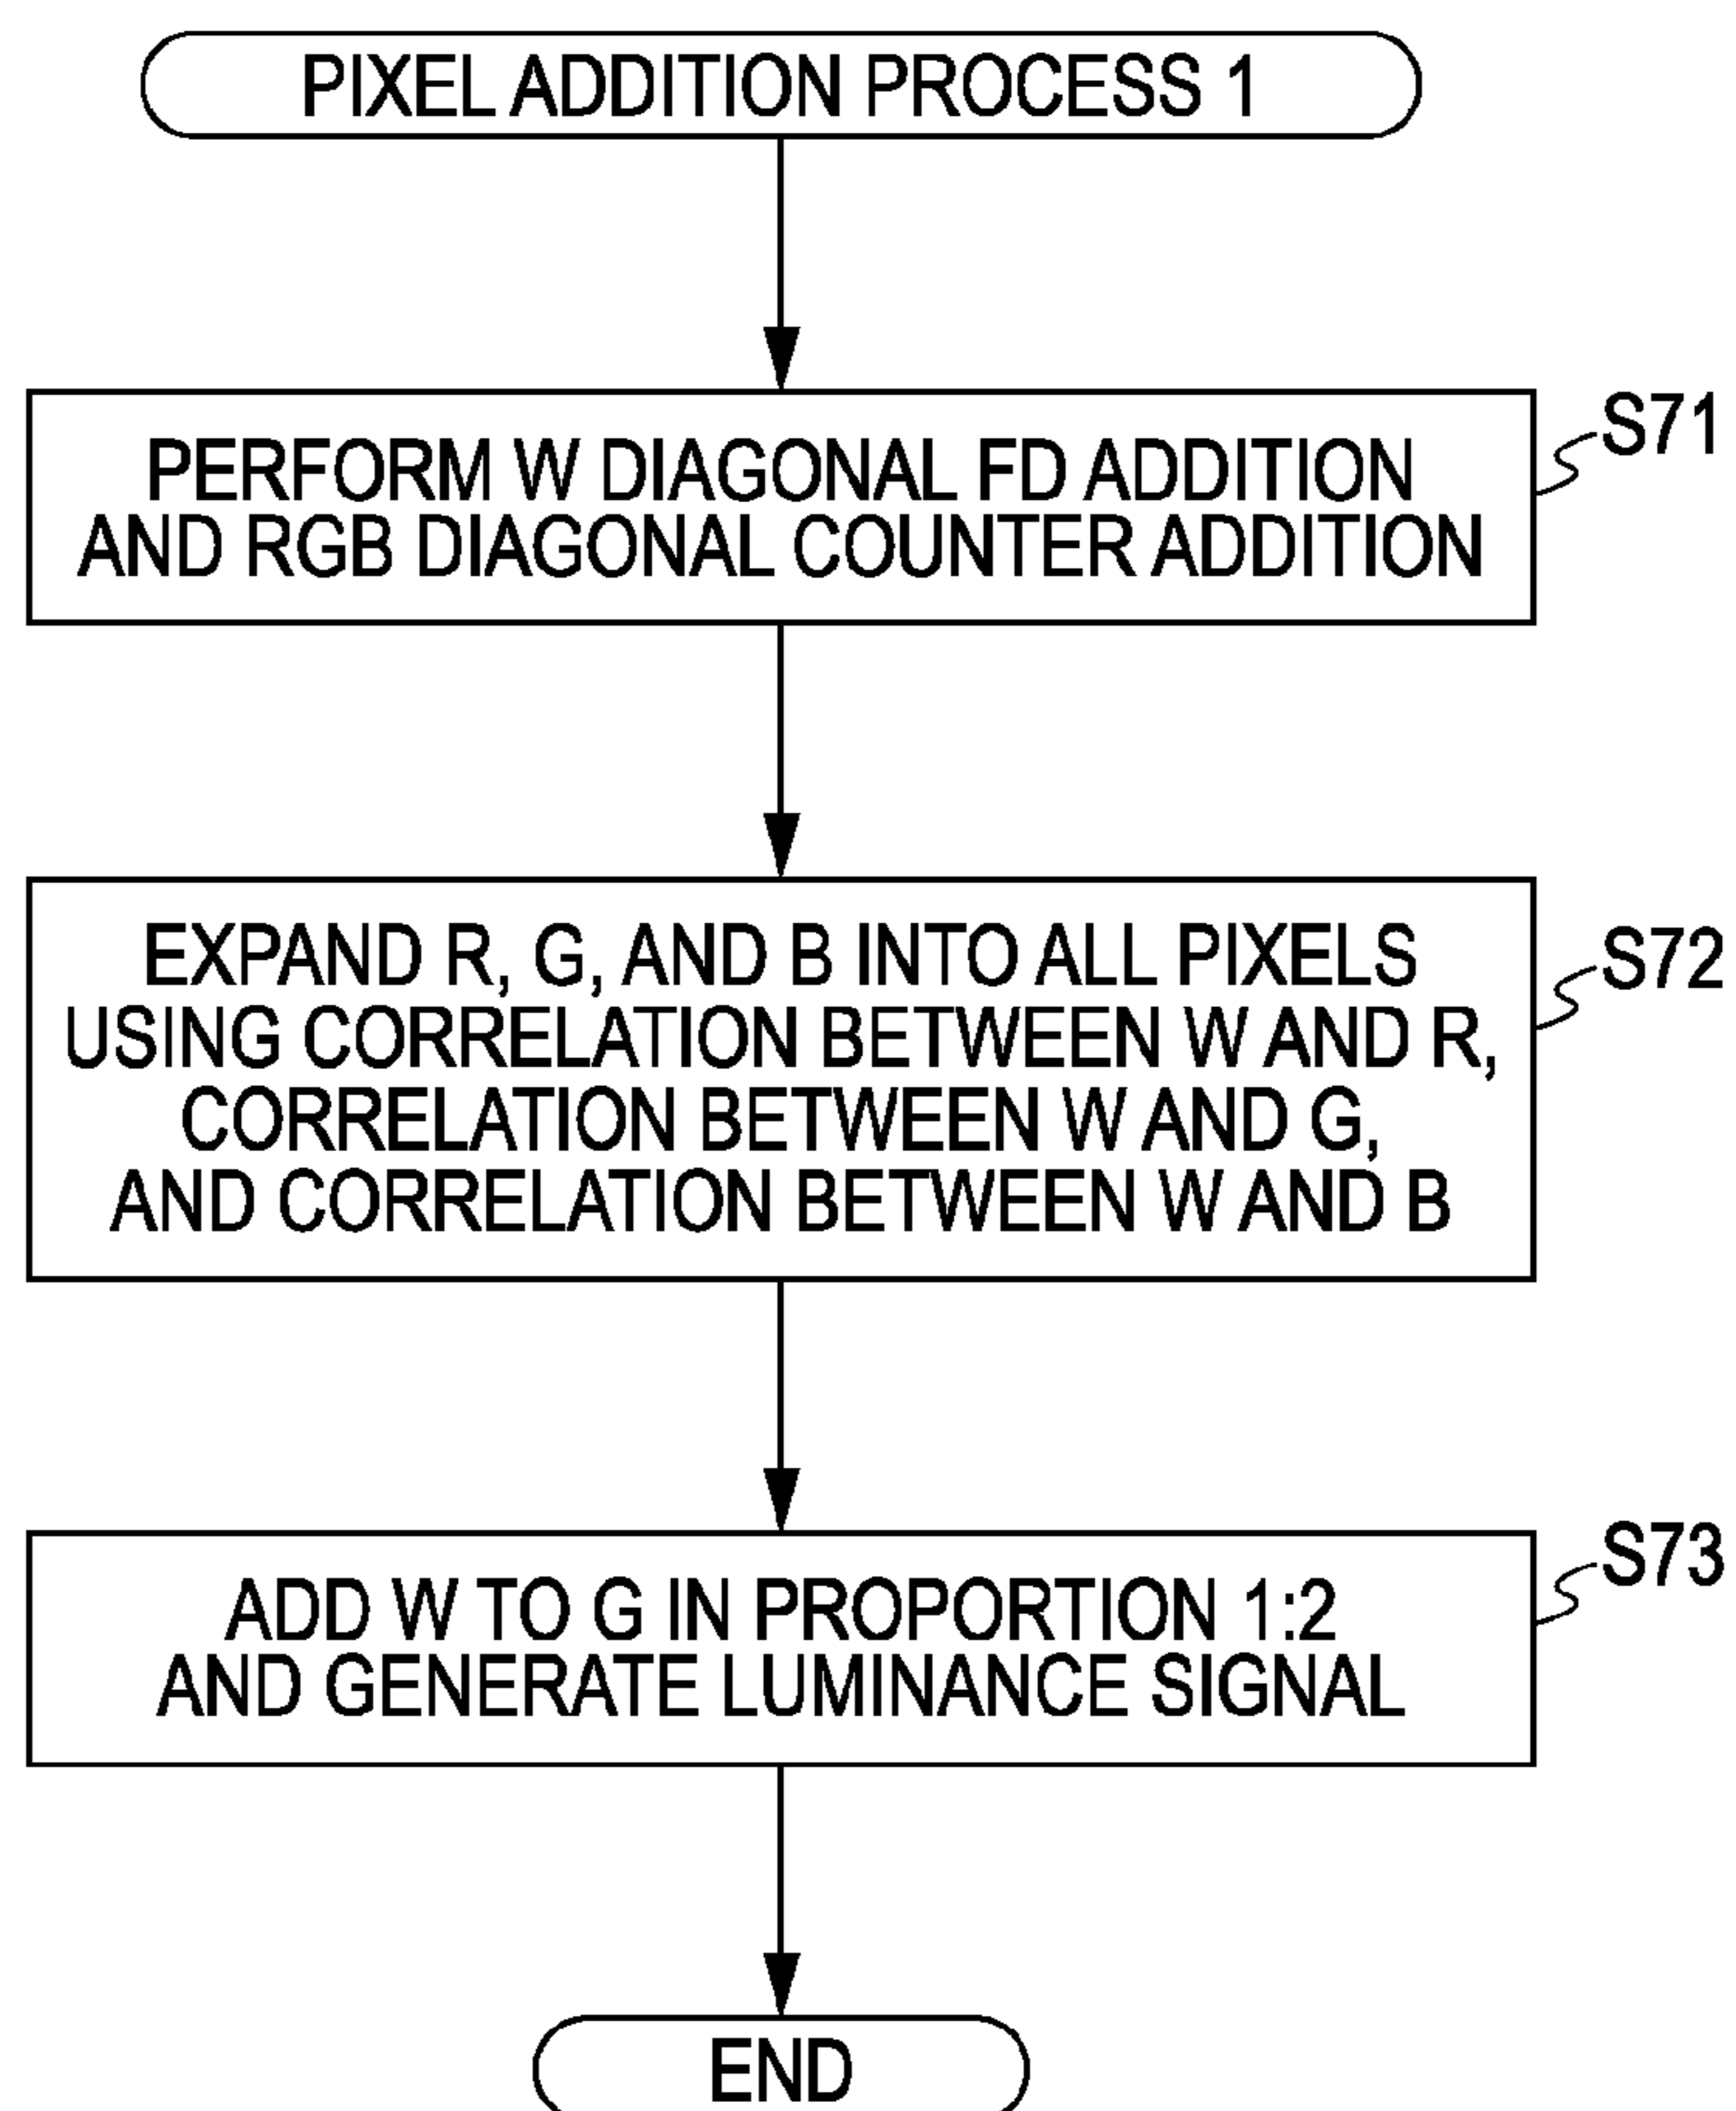 PIXEL ADDITION PROCESS 1
PERFORM W DIAGONAL FD ADDITION
AND RGB DIAGONAL COUNTER ADDITION
S71
EXPAND R, G, AND B INTO ALL PIXELS
USING CORRELATION BETWEEN W AND R,
CORRELATION BETWEEN W AND G,
AND CORRELATION BETWEEN W AND B
S72
ADD W TO G IN PROPORTION 1:2
AND GENERATE LUMINANCE SIGNAL
S73
END